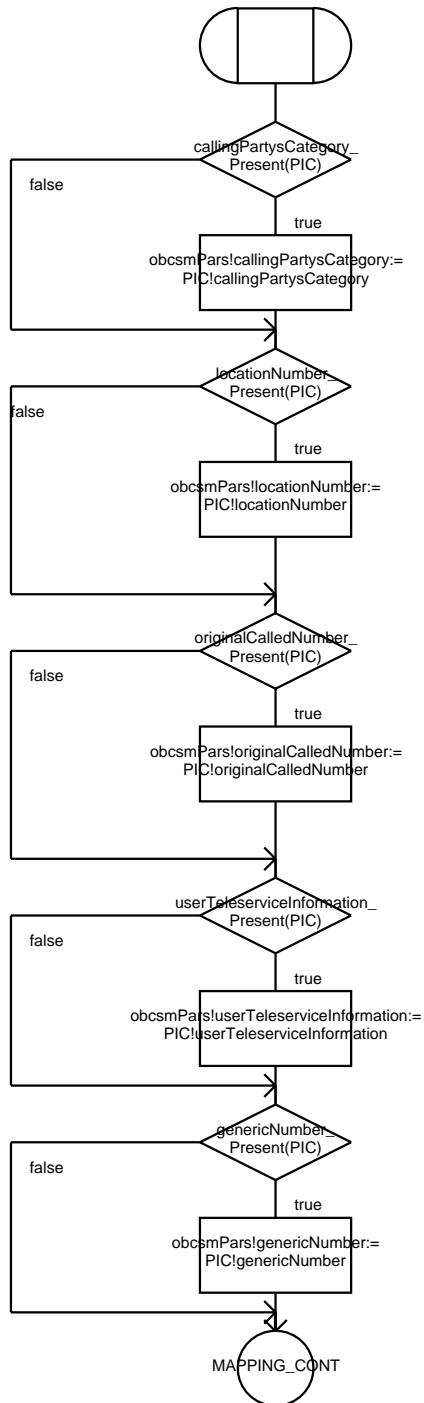 callingPartysCategory_
Present(PIC)
false
true
obcsmPars!callingPartysCategory:=
PIC!callingPartysCategory
locationNumber_
Present(PIC)
false
true
obcsmPars!locationNumber:=
PIC!locationNumber
originalCalledNumber_
Present(PIC)
false
true
obcsmPars!originalCalledNumber:=
PIC!originalCalledNumber
userTeleserviceInformation_
Present(PIC)
false
true
obcsmPars!userTeleserviceInformation:=
PIC!userTeleserviceInformation
genericNumber_
Present(PIC)
false
true
obcsmPars!genericNumber:=
PIC!genericNumber
MAPPING_CONT